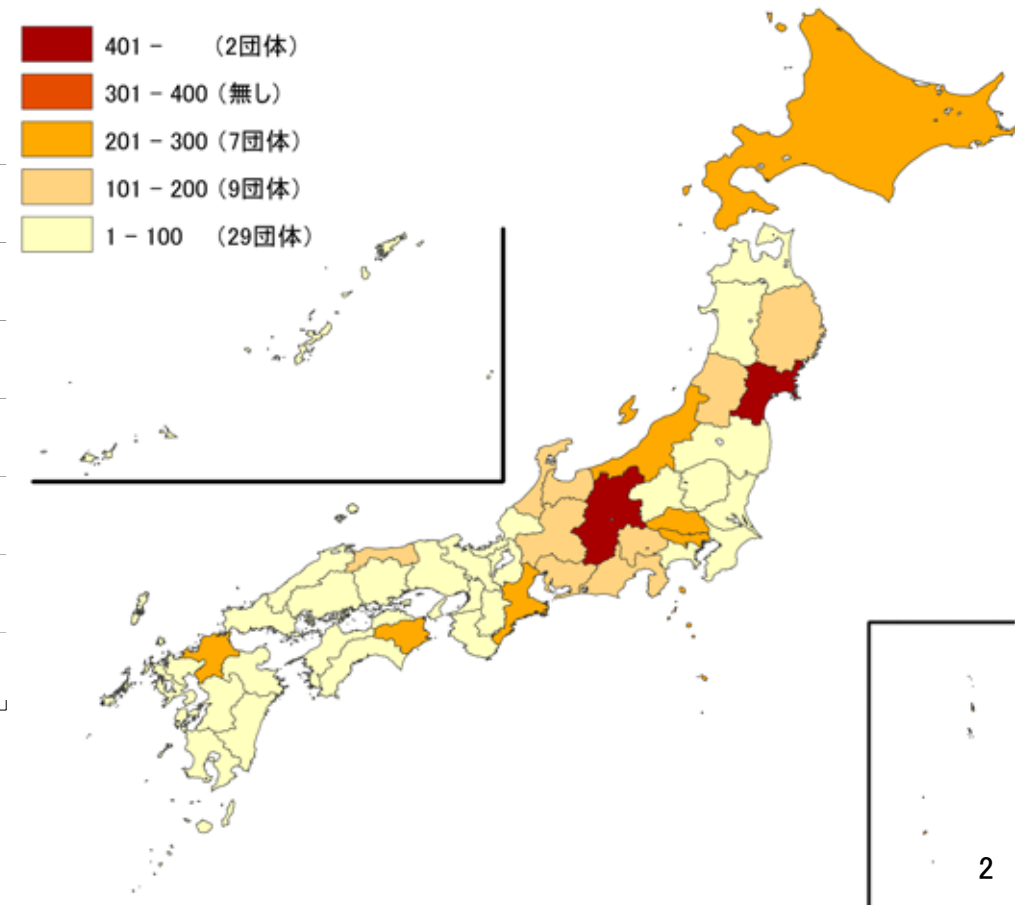 401 - （2団体）
301 - 400（無し）
201 - 300（7団体）
101 - 200（9団体）
1 - 100 （29団体）
2